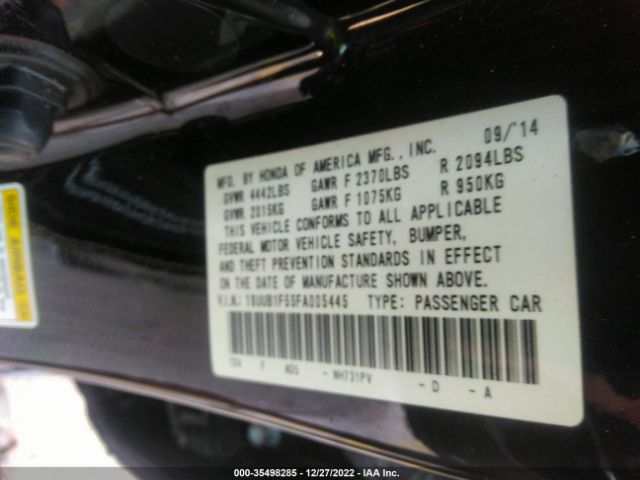 09/'14
MFD. BY HONDA OF AMERICA MFG., INC.
GVWR 4442LBS GAWR F 2370LBS R 2094LBS
GVWR 2015KG GAWR F 1075KG R 950KG
THIS VEHICLE CONFORMS TO ALL APPLICABLE
FEDERAL MOTOR VEHICLE SAFETY, BUMPER,
AND THEFT PREVENTION STANDARDS IN EFFECT
ON THE DATE OF MANUFACTURE SHOWN ABOVE.
V.I.N.: 19UUB1F55FA005445 TYPE: PASSENGER CAR
F A05 - NH731PV - D - A
000-35498285 - 12/27/2022 - IAA Inc.